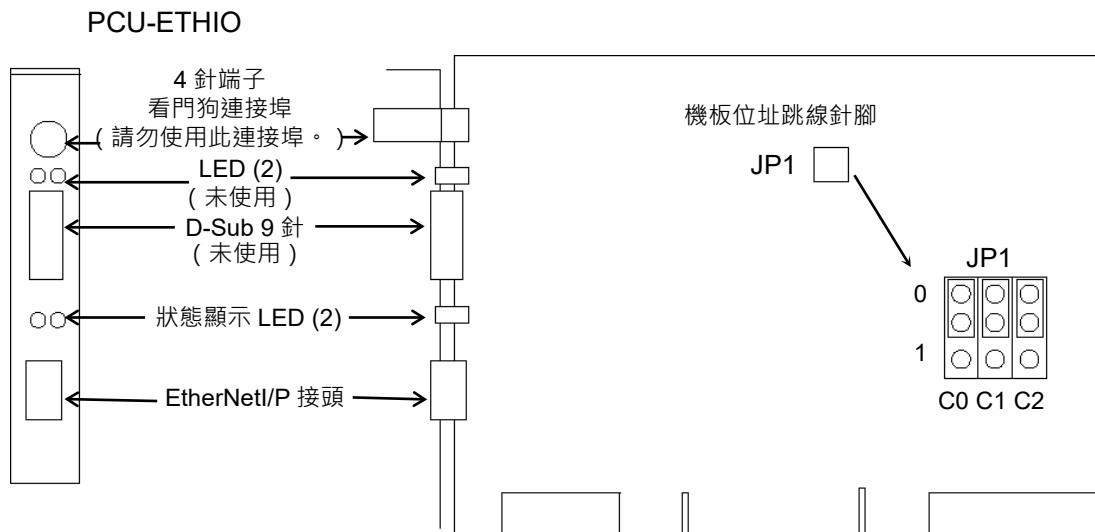 PCU-ETHIO
4 針端子
看門狗連接埠
( 請勿使用此連接埠。 )
LED (2)
( 未使用 )
D-Sub 9 針
( 未使用 )
狀態顯示 LED (2)
EtherNetI/P 接頭
機板位址跳線針腳
JP1
JP1
0
1
C0 C1 C2